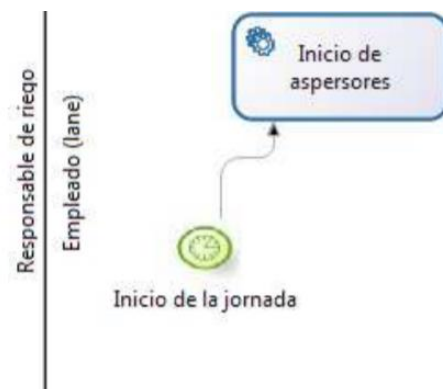 Responsable de riego
Empleado (lane)
Inicio de
aspersores
Inicio de la jornada